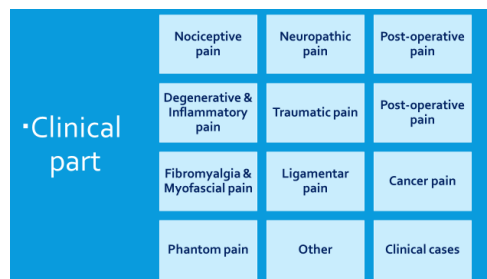 ▪Clinical
part
Nociceptive
pain
Neuropathic
pain
Post-operative
pain
Degenerative &
Inflammatory
pain
Traumatic pain
Post-operative
pain
Fibromyalgia &
Myofascial pain
Ligamentar
pain
Cancer pain
Phantom pain
Other
Clinical cases